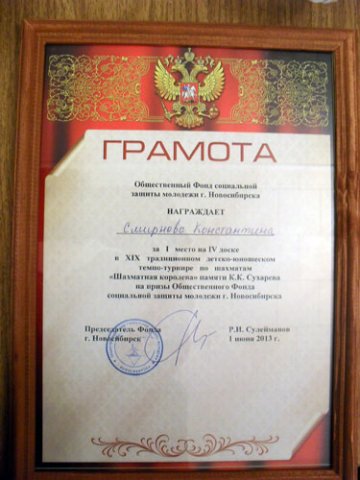 ГРАМОТА
Общественный Фонд социальной
защиты молодежи г. Новосибирска
НАГРАЖДАЕТ
Смирнова Константина
за I место на IV доске
в XIX традиционном детско-юношеском
темпо-турнире по шахматам
«Шахматная королева» памяти К.К. Сухарева
на призы Общественного Фонда
социальной защиты молодежи г. Новосибирска
Председатель Фонда Р.И. Сулейманов
г. Новосибирск 1 июня 2013 г.